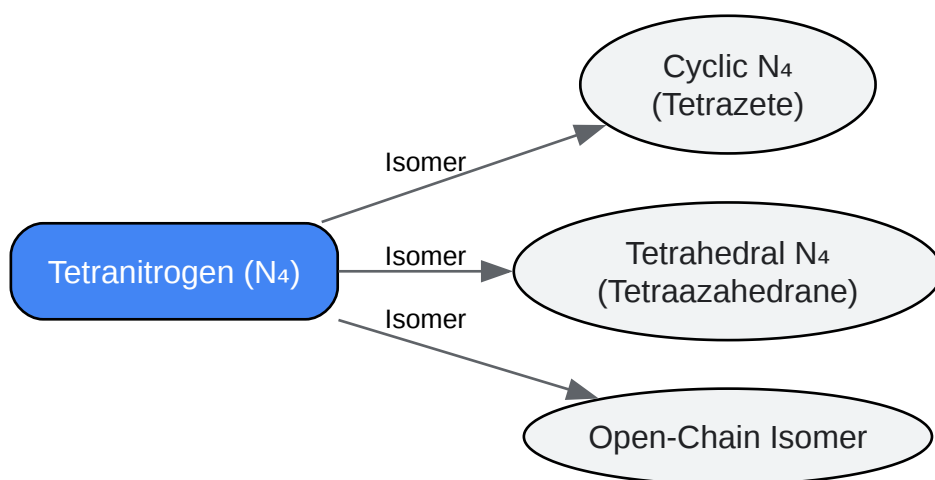 Cyclic N₄
(Tetrazete)
Isomer
Tetranitrogen (N₄)
Isomer
Tetrahedral N₄
(Tetraazahedrane)
Isomer
Open-Chain Isomer